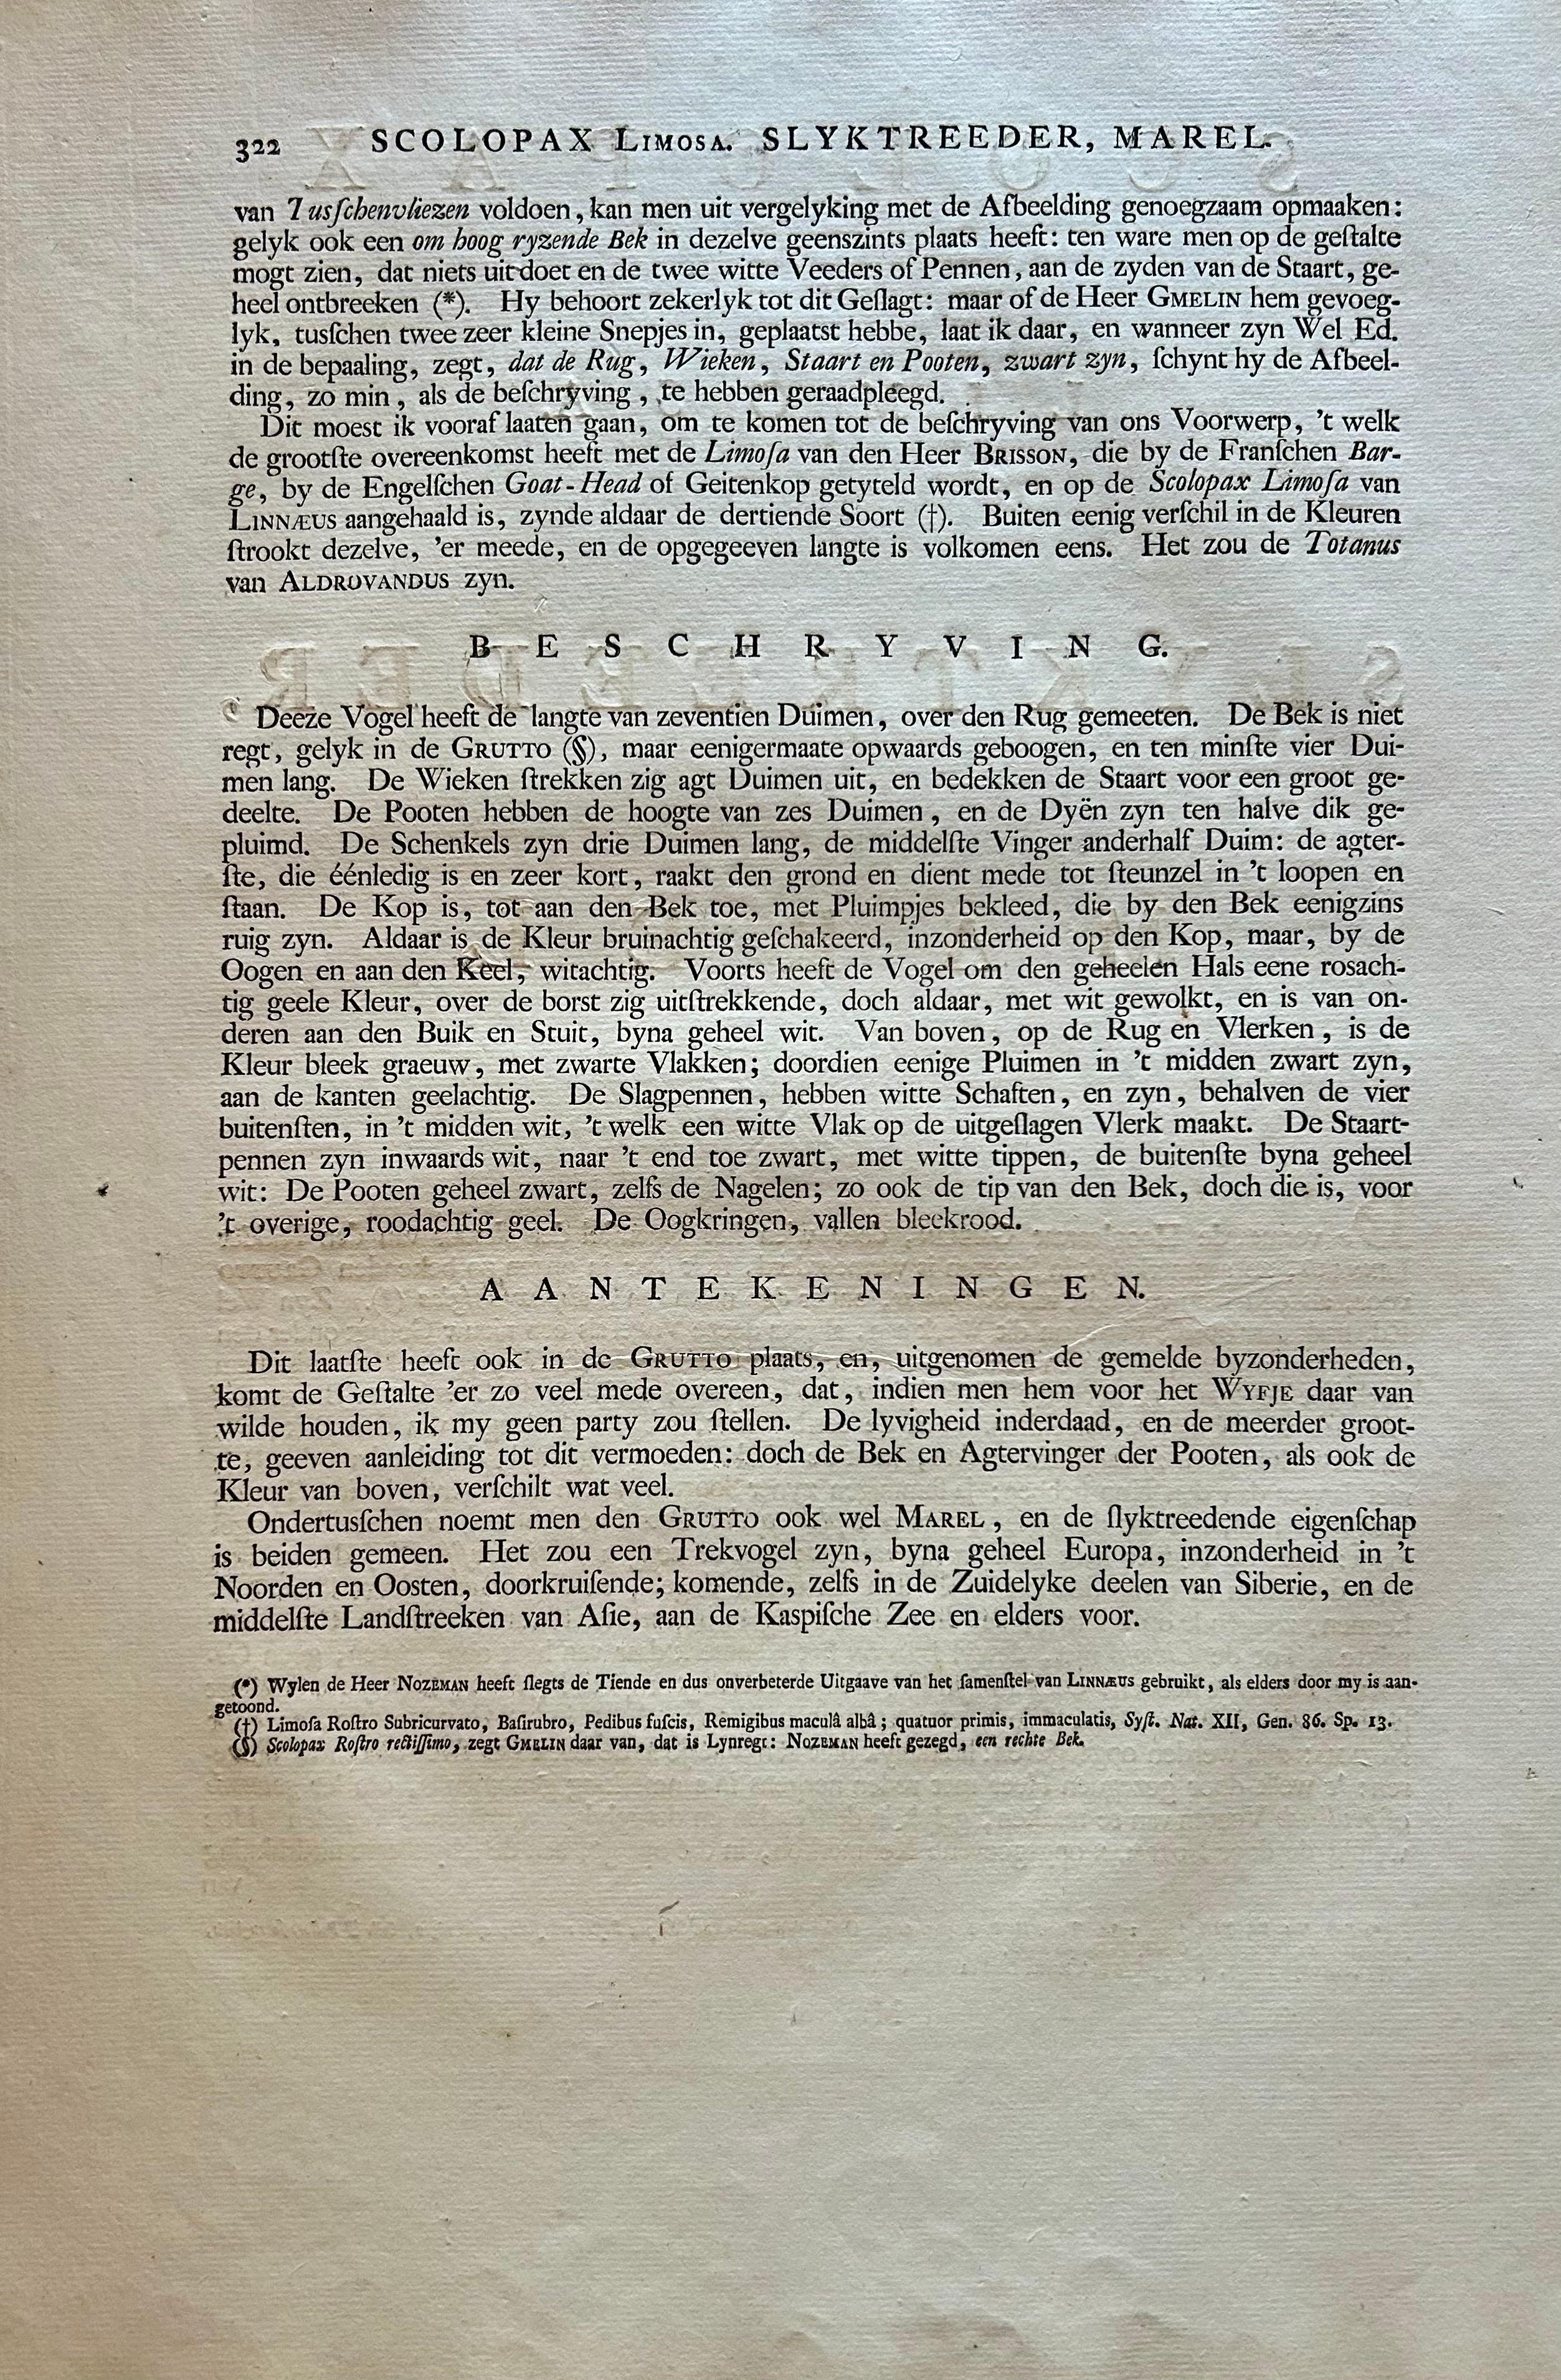 322 SCOLOPAX LIMOSA. SLYKTREEDER, MAREL.
van Tusſchenvliezen voldoen, kan men uit vergelyking met de Afbeelding genoegzaam opmaaken:
gelyk ook een om hoog ryzende Bek in dezelve geenszints plaats heeft: ten ware men op de geſtalte
mogt zien, dat niets uitdoet en de twee witte Veeders of Pennen, aan de zyden van de Staart, ge-
heel ontbreeken (*). Hy behoort zekerlyk tot dit Geſlagt: maar of de Heer GMELIN hem gevoeg-
lyk, tusſchen twee zeer kleine Snepjes in, geplaatst hebbe, laat ik daar, en wanneer zyn Wel Ed.
in de bepaaling, zegt, dat de Rug, Wieken, Staart en Pooten, zwart zyn, ſchynt hy de Afbeel-
ding, zo min, als de beſchryving, te hebben geraadpleegd.
Dit moest ik vooraf laaten gaan, om te komen tot de beſchryving van ons Voorwerp, 't welk
de grootſte overeenkomst heeft met de Limoſa van den Heer BRISSON, die by de Franſchen Bar-
ge, by de Engelſchen Goat-Head of Geitenkop getyteld wordt, en op de Scolopax Limoſa van
LINNÆUS aangehaald is, zynde aldaar de dertiende Soort (†). Buiten eenig verſchil in de Kleuren
ſtrookt dezelve, 'er meede, en de opgegeeven langte is volkomen eens. Het zou de Totanus
van ALDROVANDUS zyn.
BESCHRYVING.
Deeze Vogel heeft de langte van zeventien Duimen, over den Rug gemeeten. De Bek is niet
regt, gelyk in de GRUTTO (§), maar eenigermaate opwaards geboogen, en ten minſte vier Dui-
men lang. De Wieken ſtrekken zig agt Duimen uit, en bedekken de Staart voor een groot ge-
deelte. De Pooten hebben de hoogte van zes Duimen, en de Dyën zyn ten halve dik ge-
pluimd. De Schenkels zyn drie Duimen lang, de middelſte Vinger anderhalf Duim: de agter-
ſte, die éénledig is en zeer kort, raakt den grond en dient mede tot ſteunzel in 't loopen en
ſtaan. De Kop is, tot aan den Bek toe, met Pluimpjes bekleed, die by den Bek eenigzins
ruig zyn. Aldaar is de Kleur bruinachtig geſchakeerd, inzonderheid op den Kop, maar, by de
Oogen en aan den Keel, witachtig. Voorts heeft de Vogel om den geheelen Hals eene rosach-
tig geele Kleur, over de borst zig uitſtrekkende, doch aldaar, met wit gewolkt, en is van on-
deren aan den Buik en Stuit, byna geheel wit. Van boven, op de Rug en Vlerken, is de
Kleur bleek graeuw, met zwarte Vlakken; doordien eenige Pluimen in 't midden zwart zyn,
aan de kanten geelachtig. De Slagpennen, hebben witte Schaften, en zyn, behalven de vier
buitenſten, in 't midden wit, 't welk een witte Vlak op de uitgeſlagen Vlerk maakt. De Staart-
pennen zyn inwaards wit, naar 't end toe zwart, met witte tippen, de buitenſte byna geheel
wit: De Pooten geheel zwart, zelfs de Nagelen; zo ook de tip van den Bek, doch die is, voor
't overige, roodachtig geel. De Oogkringen, vallen bleekrood.
AANTEKENINGEN.
Dit laatſte heeft ook in de GRUTTO plaats, en, uitgenomen de gemelde byzonderheden,
komt de Geſtalte 'er zo veel mede overeen, dat, indien men hem voor het WYFJE daar van
wilde houden, ik my geen party zou ſtellen. De lyvigheid inderdaad, en de meerder groot-
te, geeven aanleiding tot dit vermoeden: doch de Bek en Agtervinger der Pooten, als ook de
Kleur van boven, verſchilt wat veel.
Ondertusſchen noemt men den GRUTTO ook wel MAREL, en de ſlyktreedende eigenſchap
is beiden gemeen. Het zou een Trekvogel zyn, byna geheel Europa, inzonderheid in 't
Noorden en Oosten, doorkruiſende; komende, zelfs in de Zuidelyke deelen van Siberie, en de
middelſte Landſtreeken van Aſie, aan de Kaspiſche Zee en elders voor.
(*) Wylen de Heer NOZEMAN heeft ſlegts de Tiende en dus onverbeterde Uitgaave van het ſamenſtel van LINNÆUS gebruikt, als elders door my is aan-
getoond.
(†) Limoſa Roſtro Subricurvato, Baſirubro, Pedibus fuſcis, Remigibus maculâ albâ; quatuor primis, immaculatis, Syſt. Nat. XII, Gen. 86. Sp. 13.
(§) Scolopax Roſtro rectiſſimo, zegt GMELIN daar van, dat is Lynregt: NOZEMAN heeft gezegd, een rechte Bek.